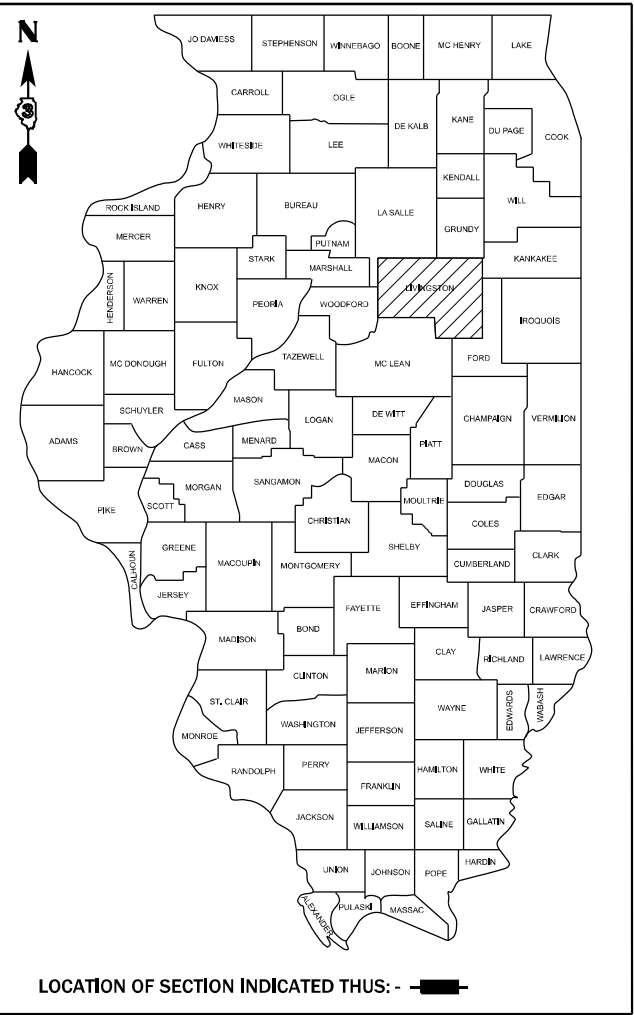 N
3
JO DAVIESS STEPHENSON WINNEBAGO BOONE MC HENRY LAKE
CARROLL OGLE DE KALB KANE DU PAGE COOK
WHITESIDE LEE
KENDALL WILL
ROCK ISLAND HENRY BUREAU LA SALLE GRUNDY
MERCER PUTNAM KANKAKEE
STARK MARSHALL
HENDERSON WARREN KNOX PEORIA WOODFORD LIVINGSTON IROQUOIS
HANCOCK MC DONOUGH FULTON TAZEWELL MC LEAN FORD
SCHUYLER MASON LOGAN DE WITT CHAMPAIGN VERMILION
ADAMS BROWN CASS MENARD MACON PIATT
PIKE SCOTT MORGAN SANGAMON MOULTRIE DOUGLAS EDGAR
CHRISTIAN COLES
CALHOUN GREENE MACOUPIN MONTGOMERY SHELBY CUMBERLAND CLARK
JERSEY FAYETTE EFFINGHAM JASPER CRAWFORD
MADISON BOND CLAY RICHLAND LAWRENCE
CLINTON MARION
ST. CLAIR WASHINGTON JEFFERSON WAYNE EDWARDS WABASH
MONROE
RANDOLPH PERRY FRANKLIN HAMILTON WHITE
JACKSON WILLIAMSON SALINE GALLATIN
UNION JOHNSON POPE HARDIN
ALEXANDER PULASKI MASSAC
LOCATION OF SECTION INDICATED THUS: -